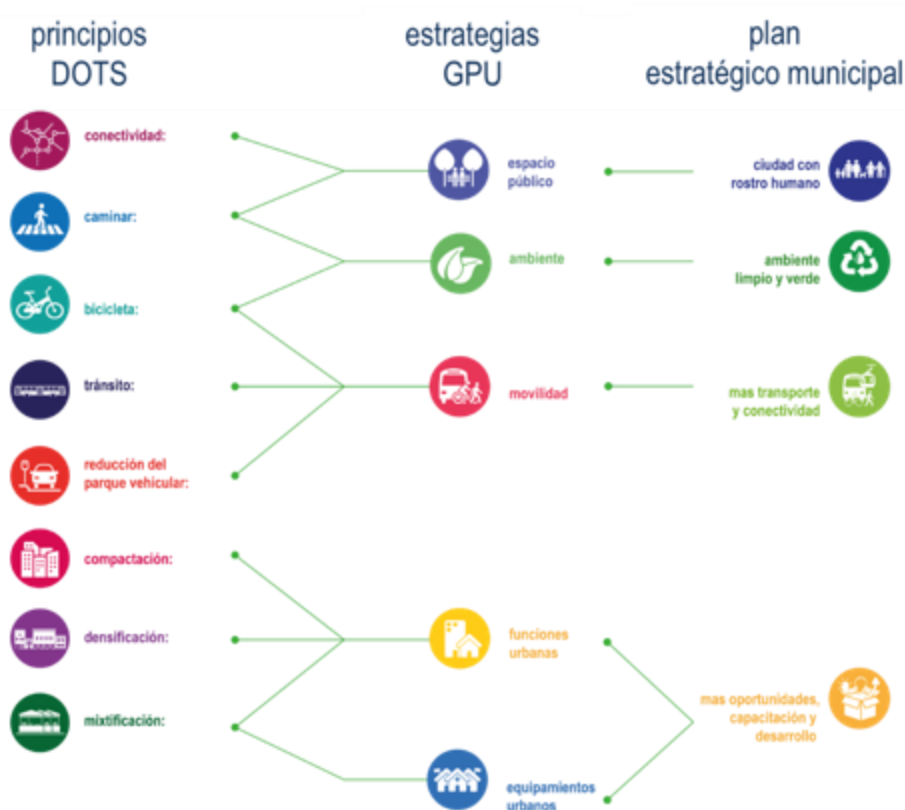 principios
DOTS
estrategias
GPU
plan
estratégico municipal
conectividad:
caminar:
bicicleta:
tránsito:
reducción del
parque vehicular:
compactación:
densificación:
mixtificación:
espacio
público
ambiente
movilidad
funciones
urbanas
equipamientos
urbanos
ciudad con
rostro humano
ambiente
limpio y verde
mas transporte
y conectividad
mas oportunidades,
capacitación y
desarrollo